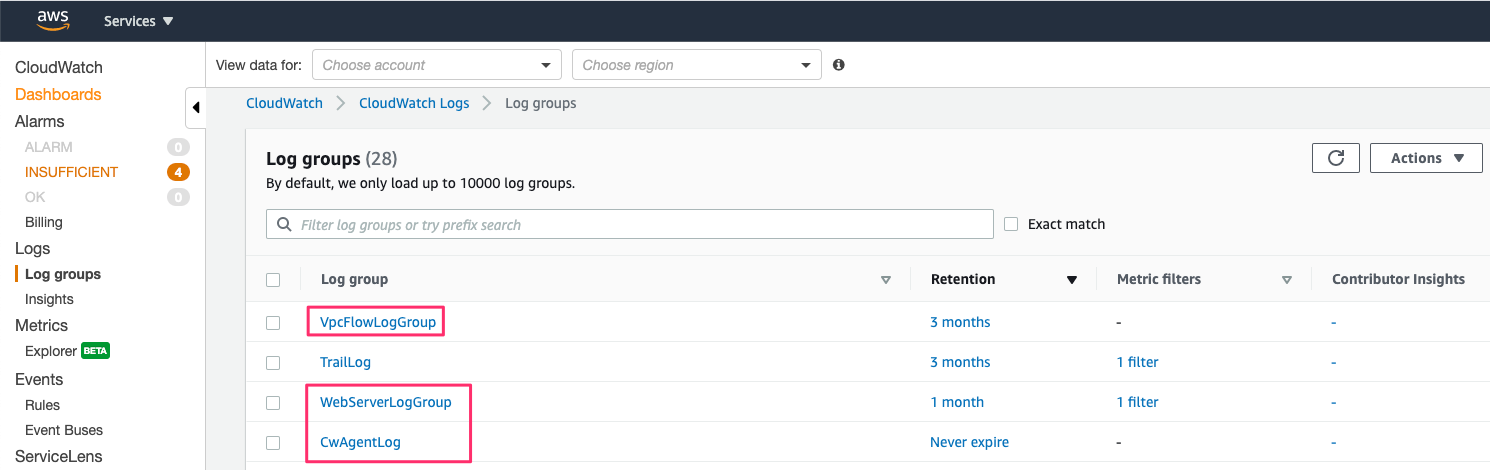 aws Services
CloudWatch
Dashboards
Alarms
ALARM 0
INSUFFICIENT 4
OK 0
Billing
Logs
Log groups
Insights
Metrics
Explorer BETA
Events
Rules
Event Buses
ServiceLens
View data for: Choose account Choose region
CloudWatch CloudWatch Logs Log groups
Log groups (28)
Actions
By default, we only load up to 10000 log groups.
Filter log groups or try prefix search Exact match
Log group Retention Metric filters Contributor Insights
VpcFlowLogGroup 3 months - -
TrailLog 3 months 1 filter -
WebServerLogGroup 1 month 1 filter -
CwAgentLog Never expire - -